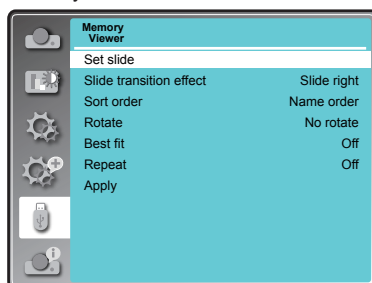 Memory
Viewer
Set slide
Slide transition effect Slide right
Sort order Name order
Rotate No rotate
Best fit Off
Repeat Off
Apply